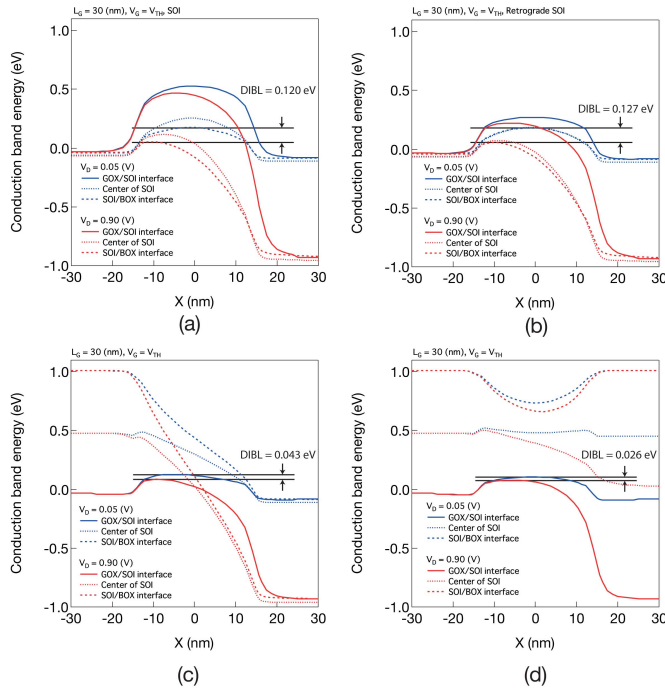 L_G = 30 (nm), V_G = V_TH, SOI
Conduction band energy (eV)
1.0
0.5
0.0
-0.5
-1.0
DIBL = 0.120 eV
V_D = 0.05 (V)
GOX/SOI interface
Center of SOI
SOI/BOX interface
V_D = 0.90 (V)
GOX/SOI interface
Center of SOI
SOI/BOX interface
-30 -20 -10 0 10 20 30
X (nm)
(a)
L_G = 30 (nm), V_G = V_TH, Retrograde SOI
Conduction band energy (eV)
1.0
0.5
0.0
-0.5
-1.0
DIBL = 0.127 eV
V_D = 0.05 (V)
GOX/SOI interface
Center of SOI
SOI/BOX interface
V_D = 0.90 (V)
GOX/SOI interface
Center of SOI
SOI/BOX interface
-30 -20 -10 0 10 20 30
X (nm)
(b)
L_G = 30 (nm), V_G = V_TH
Conduction band energy (eV)
1.0
0.5
0.0
-0.5
-1.0
DIBL = 0.043 eV
V_D = 0.05 (V)
GOX/SOI interface
Center of SOI
SOI/BOX interface
V_D = 0.90 (V)
GOX/SOI interface
Center of SOI
SOI/BOX interface
-30 -20 -10 0 10 20 30
X (nm)
(c)
L_G = 30 (nm), V_G = V_TH
Conduction band energy (eV)
1.0
0.5
0.0
-0.5
-1.0
DIBL = 0.026 eV
V_D = 0.05 (V)
GOX/SOI interface
Center of SOI
SOI/BOX interface
V_D = 0.90 (V)
GOX/SOI interface
Center of SOI
SOI/BOX interface
-30 -20 -10 0 10 20 30
X (nm)
(d)